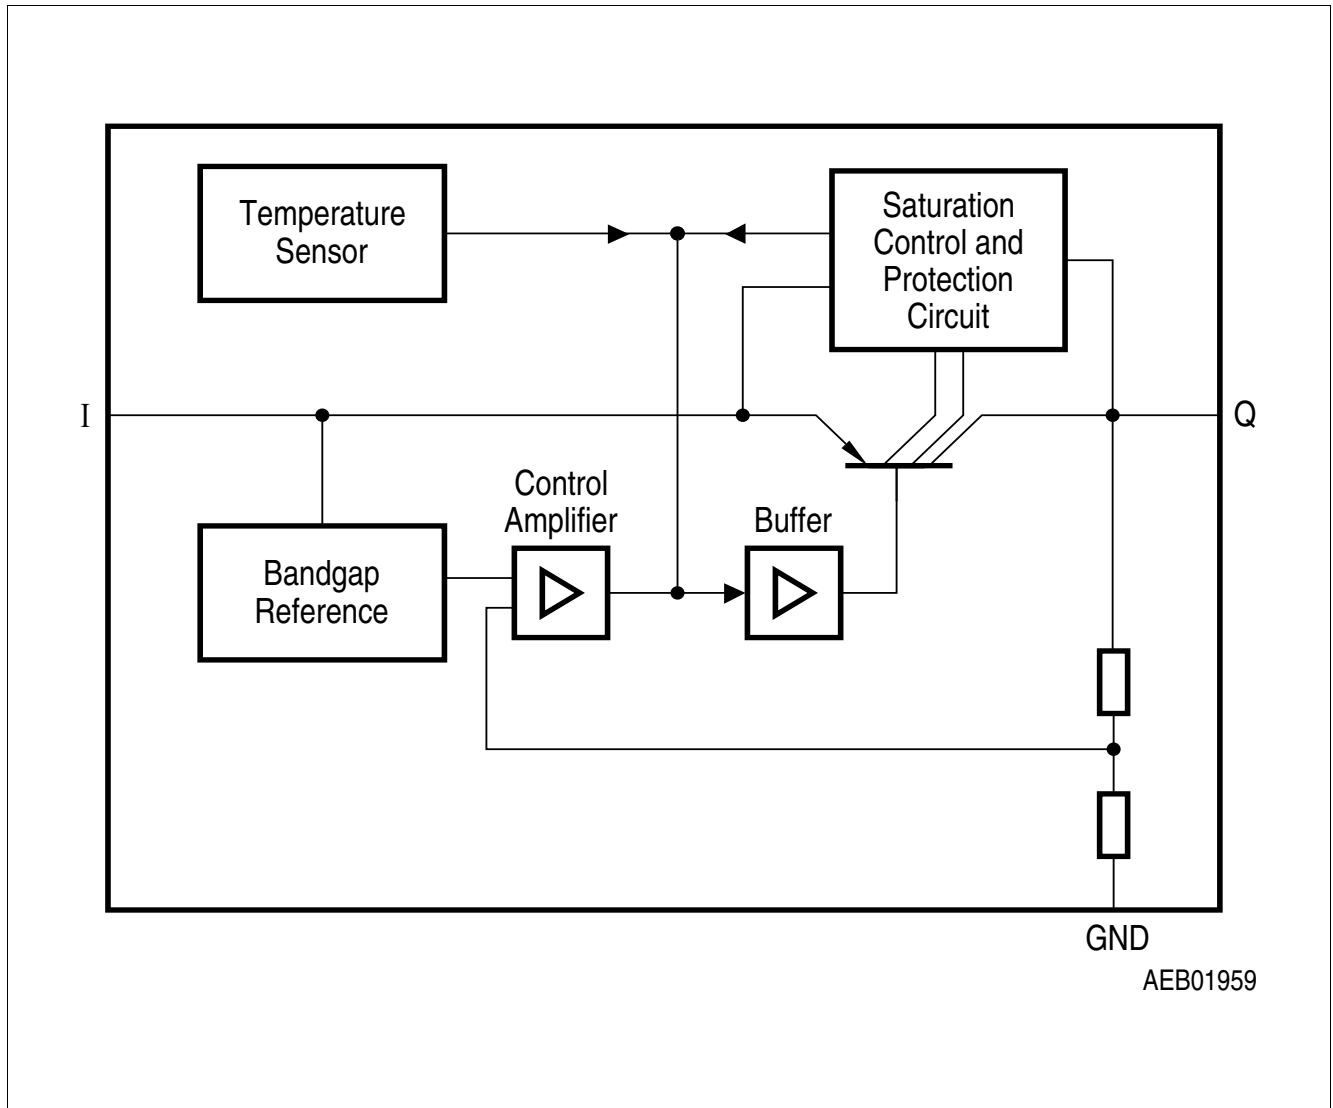 Temperature
Sensor
Saturation
Control and
Protection
Circuit
I
Q
Control
Amplifier
Buffer
Bandgap
Reference
GND
AEB01959